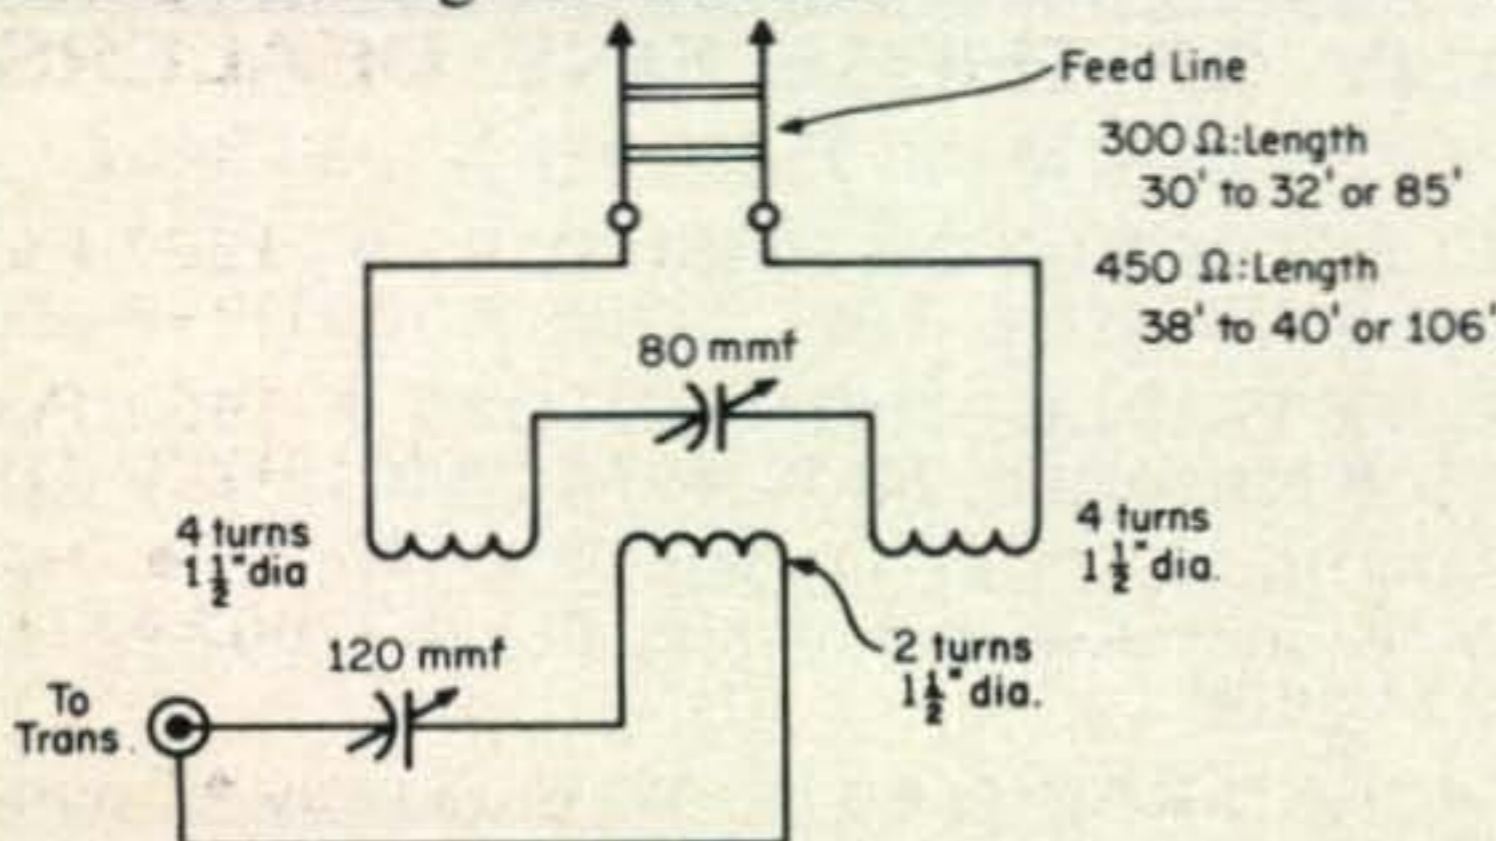 Feed Line
300 Ω:Length
30' to 32' or 85'
450 Ω:Length
38' to 40' or 106'
80 mmf
4 turns
1½" dia
4 turns
1½" dia.
2 turns
1½" dia.
120 mmf
To
Trans.